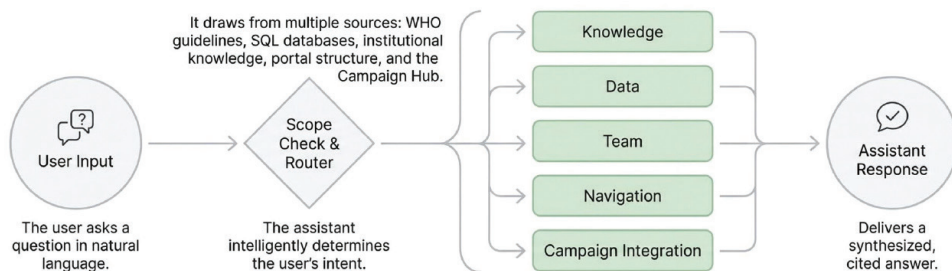 It draws from multiple sources: WHO
guidelines, SQL databases, institutional
knowledge, portal structure, and the
Campaign Hub.
User Input
The user asks a
question in natural
language.
Scope
Check &
Router
The assistant
intelligently determines
the user's intent.
Knowledge
Data
Team
Navigation
Campaign Integration
Assistant
Response
Delivers a
synthesized,
cited answer.